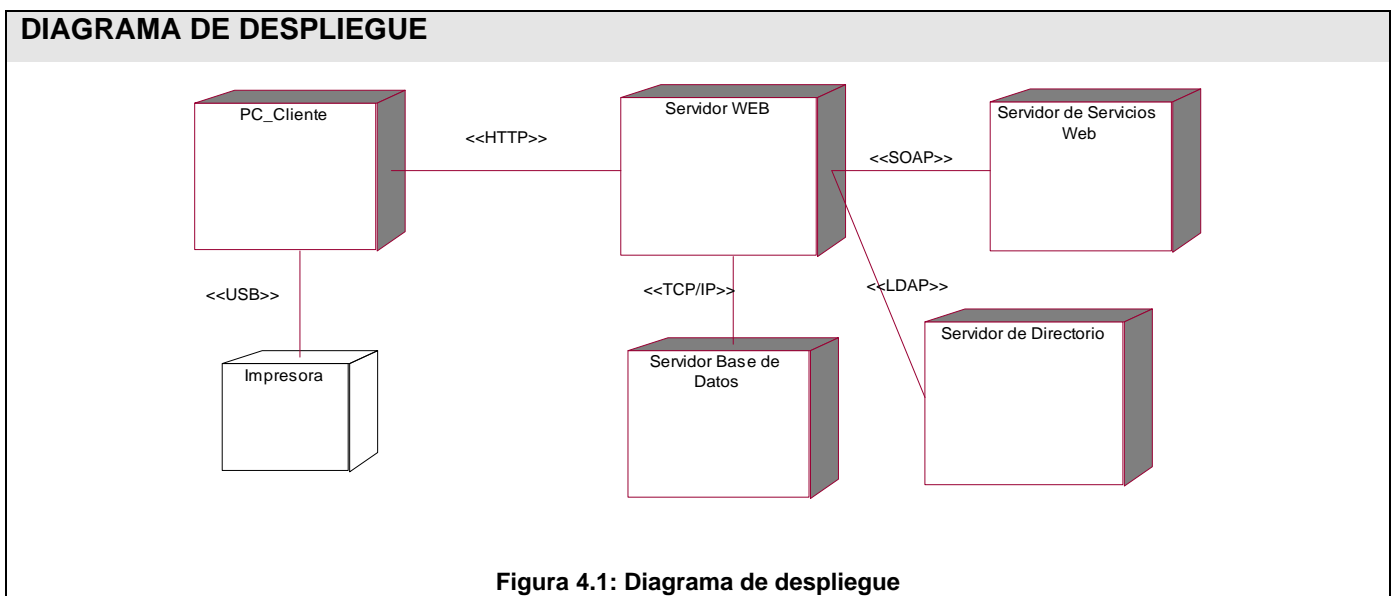 DIAGRAMA DE DESPLIEGUE
PC_Cliente
<<HTTP>>
Servidor WEB
<<SOAP>>
Servidor de Servicios
Web
<<USB>>
<<TCP/IP>>
<<LDAP>>
Impresora
Servidor Base de
Datos
Servidor de Directorio
Figura 4.1: Diagrama de despliegue